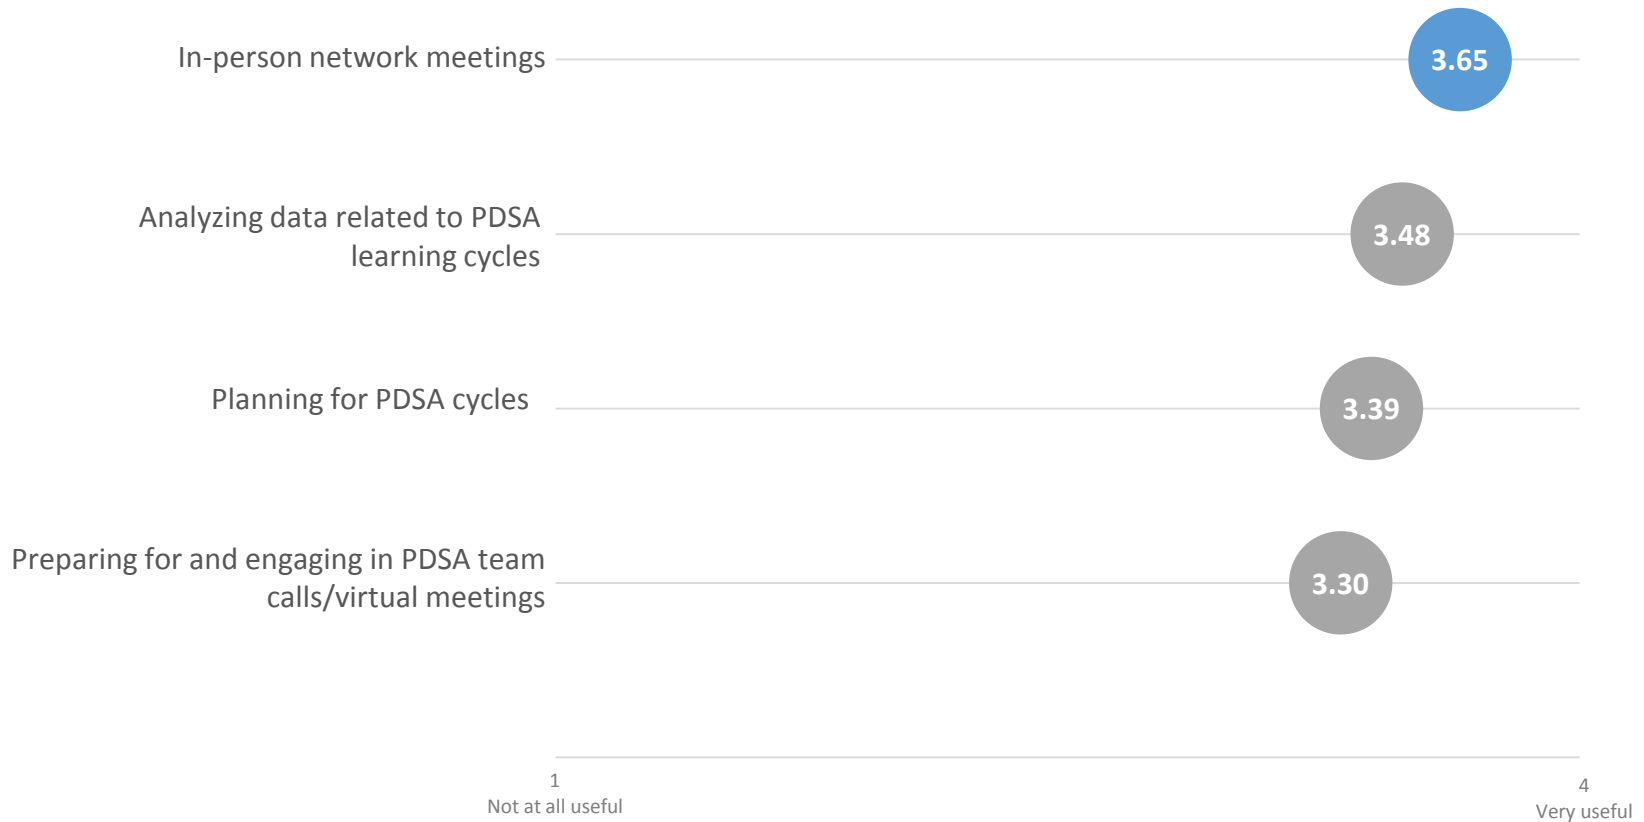 In-person network meetings
3.65
Analyzing data related to PDSA
learning cycles
3.48
Planning for PDSA cycles
3.39
Preparing for and engaging in PDSA team
calls/virtual meetings
3.30
1
Not at all useful
4
Very useful